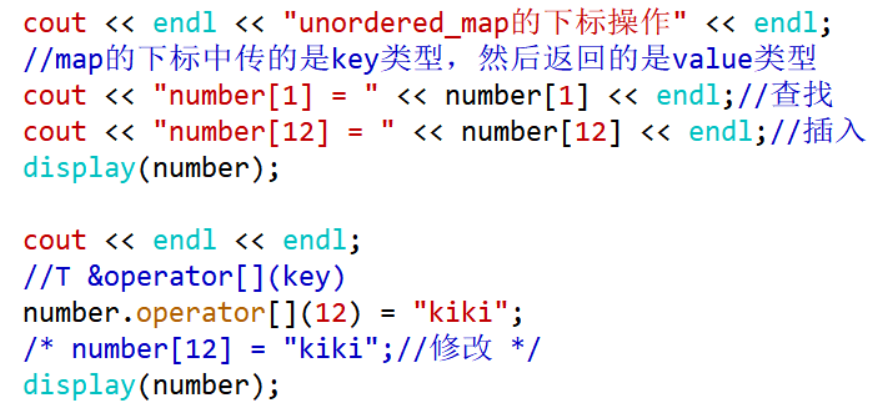 cout << endl << "unordered_map的下标操作" << endl;
//map的下标中传的是key类型，然后返回的是value类型
cout << "number[1] = " << number[1] << endl;//查找
cout << "number[12] = " << number[12] << endl;//插入
display(number);
cout << endl << endl;
//T &operator[](key)
number.operator[](12) = "kiki";
/* number[12] = "kiki";//修改 */
display(number);